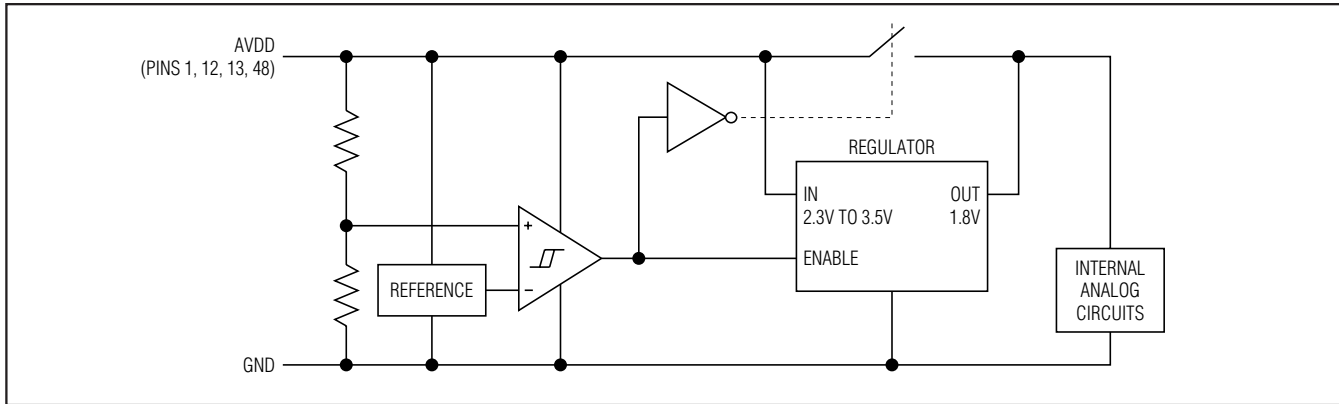 AVDD
(PINS 1, 12, 13, 48)
REGULATOR
IN
2.3V TO 3.5V
OUT
1.8V
+
ENABLE
REFERENCE
−
INTERNAL
ANALOG
CIRCUITS
GND